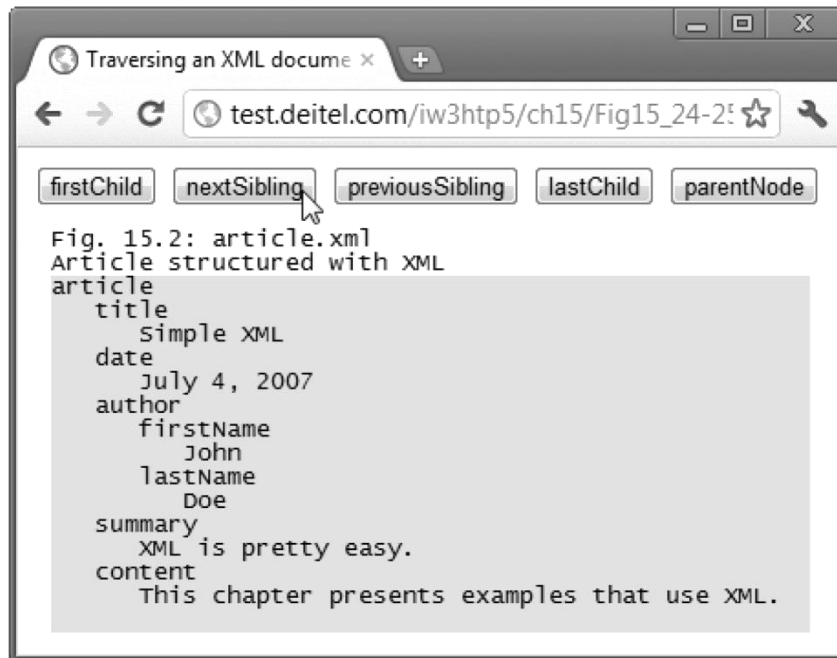 Traversing an XML docume
test.deitel.com/iw3htp5/ch15/Fig15_24-25
firstChild nextSibling previousSibling lastChild parentNode
Fig. 15.2: article.xml
Article structured with XML
article
title
Simple XML
date
July 4, 2007
author
firstName
John
lastName
Doe
summary
XML is pretty easy.
content
This chapter presents examples that use XML.